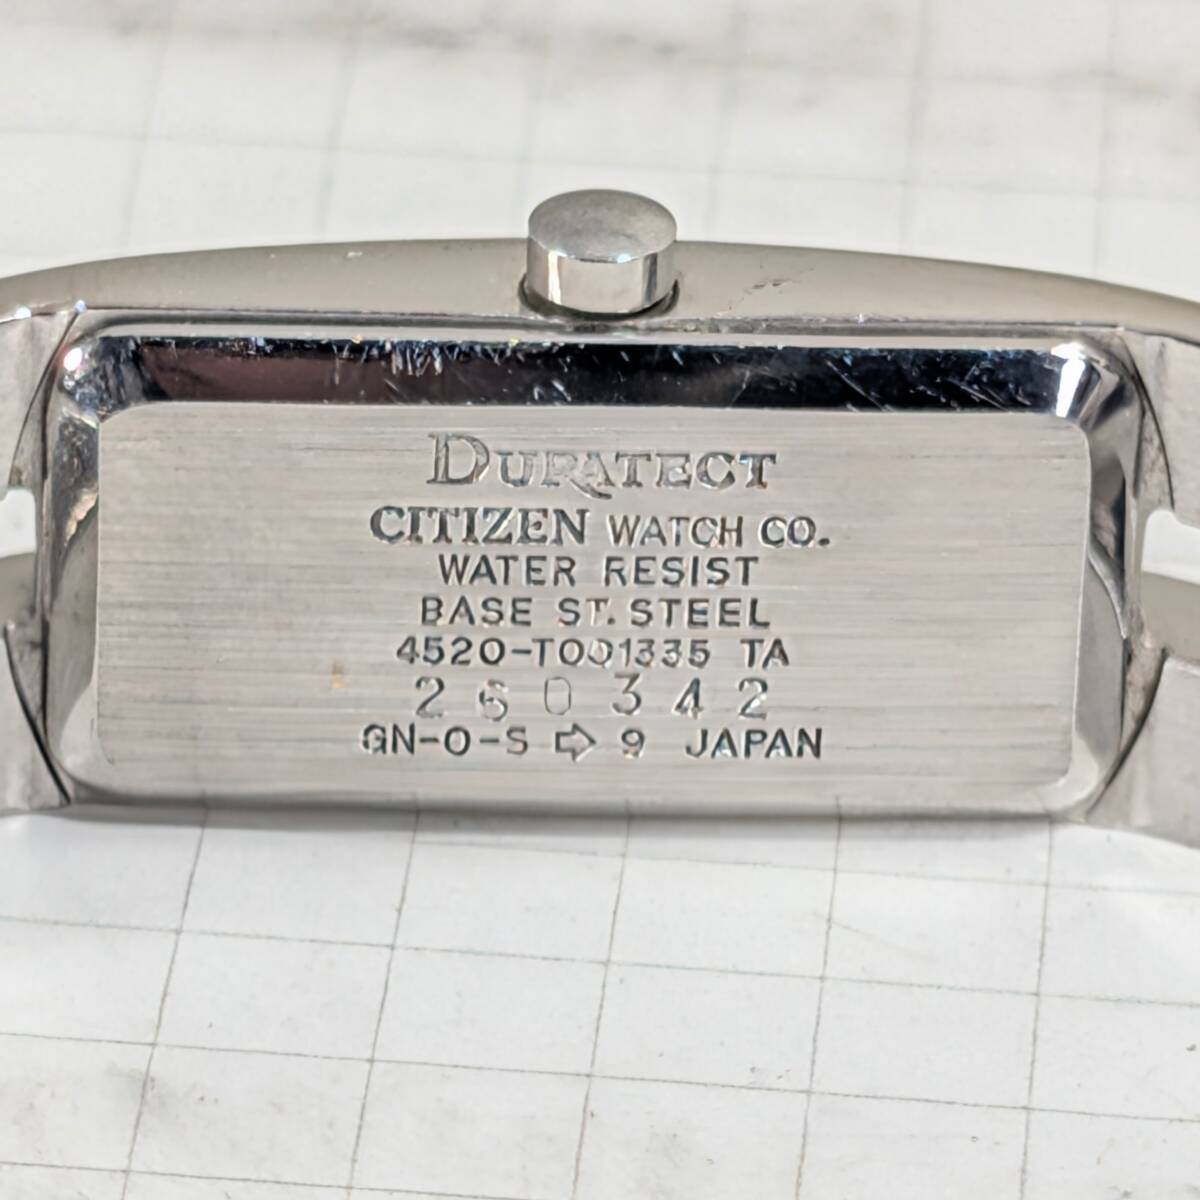 DURATECT
CITIZEN WATCH CO.
WATER RESIST
BASE ST. STEEL
4520-T001335 TA
260342
GN-0-S ⇨ 9 JAPAN